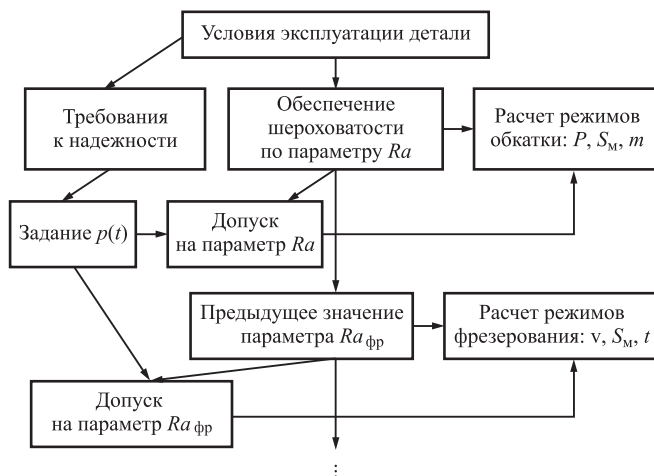 Условия эксплуатации детали
Требования
к надежности
Обеспечение
шероховатости
по параметру Ra
Расчет режимов
обкатки: P, Sм, m
Задание p(t)
Допуск
на параметр Ra
Предыдущее значение
параметра Raфр
Расчет режимов
фрезерования: v, Sм, t
Допуск
на параметр Raфр
⋮